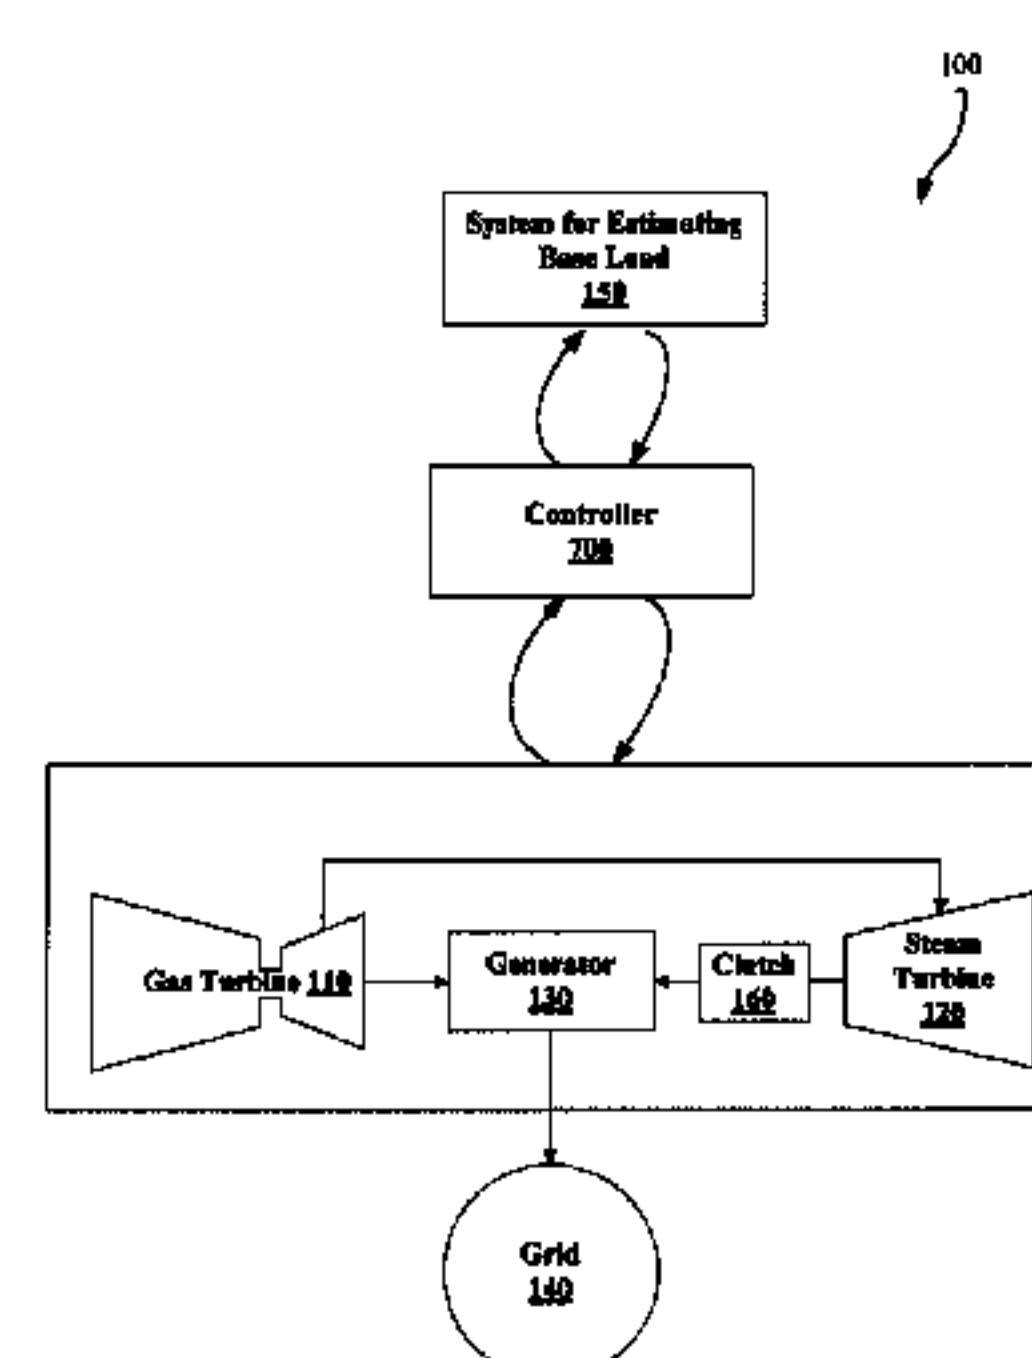 100
System for Estimating
Base Load
150
Controller
700
Gas Turbine 110
Generator
130
Clutch
160
Steam
Turbine
120
Grid
140